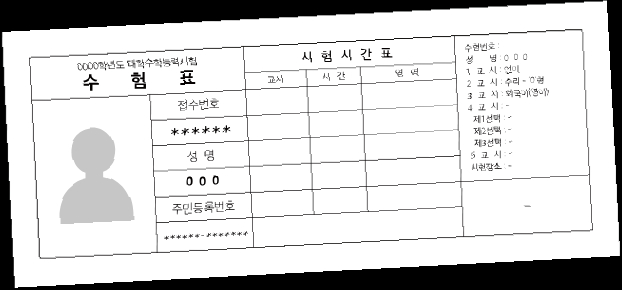 0000학년도 대학수학능력시험
수 험 표
접수번호
******
성 명
0 0 0
주민등록번호
******-*******
시 험 시 간 표
교시 시 간 영 역
수험번호 :
성 명 : 0 0 0
1 교 시 : 언어
2 교 시 : 수리 - 0형
3 교 시 : 외국어(영어)
4 교 시 : -
제1선택 : -
제2선택 : -
제3선택 : -
5 교 시 : -
시험장소 : -
-